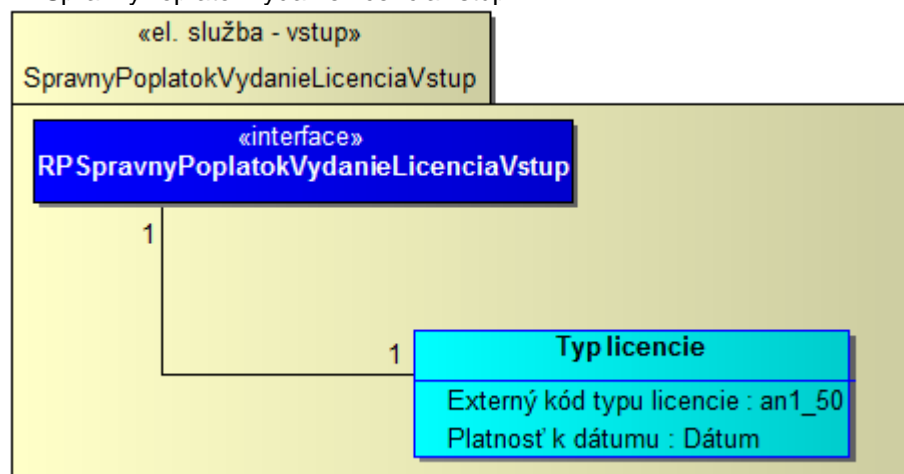 «el. služba - vstup»
SpravnyPoplatokVydanieLicenciaVstup
«interface»
RPSpravnyPoplatokVydanieLicenciaVstup
1
1
Typ licencie
Externý kód typu licencie : an1_50
Platnosť k dátumu : Dátum